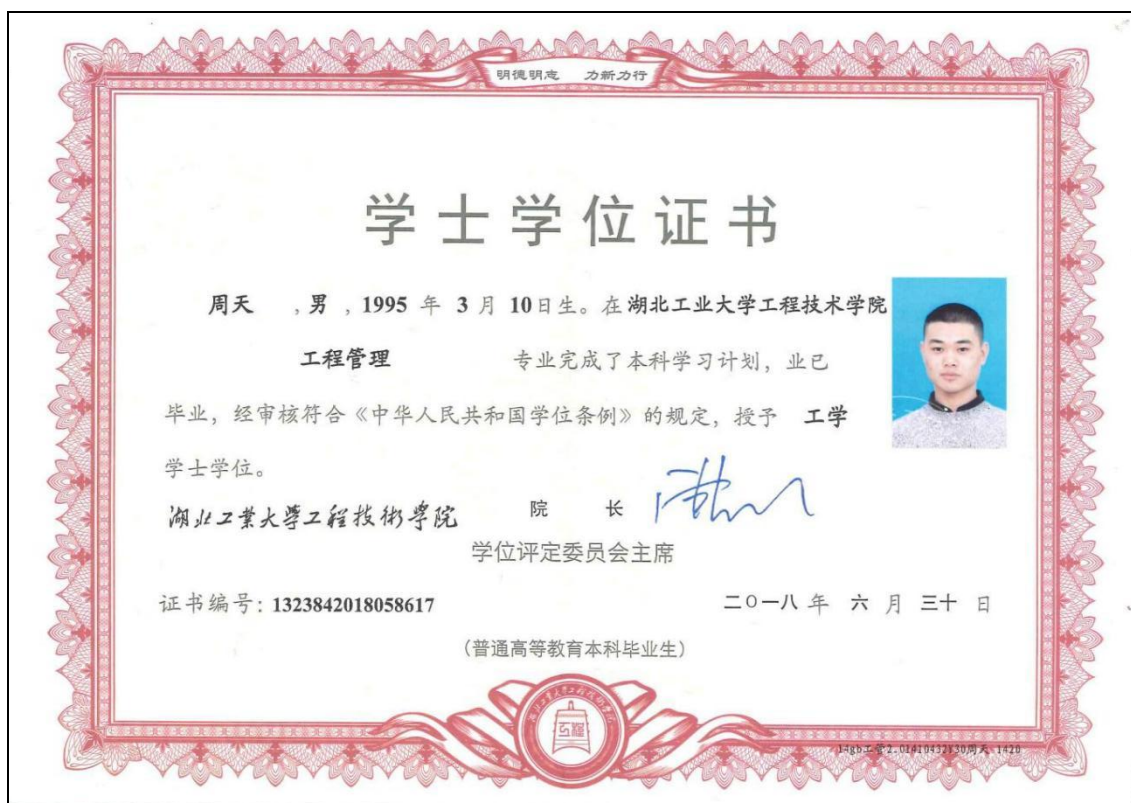 明德明志 力新力行
学士学位证书
周天 ,男 ,1995 年 3 月 10日生。在湖北工业大学工程技术学院
工程管理 专业完成了本科学习计划,业已
毕业,经审核符合《中华人民共和国学位条例》的规定,授予 工学
学士学位。
湖北工業大學工程技術學院 院 长
学位评定委员会主席
证书编号:1323842018058617 二〇一八 年 六 月 三十 日
(普通高等教育本科毕业生)
工程